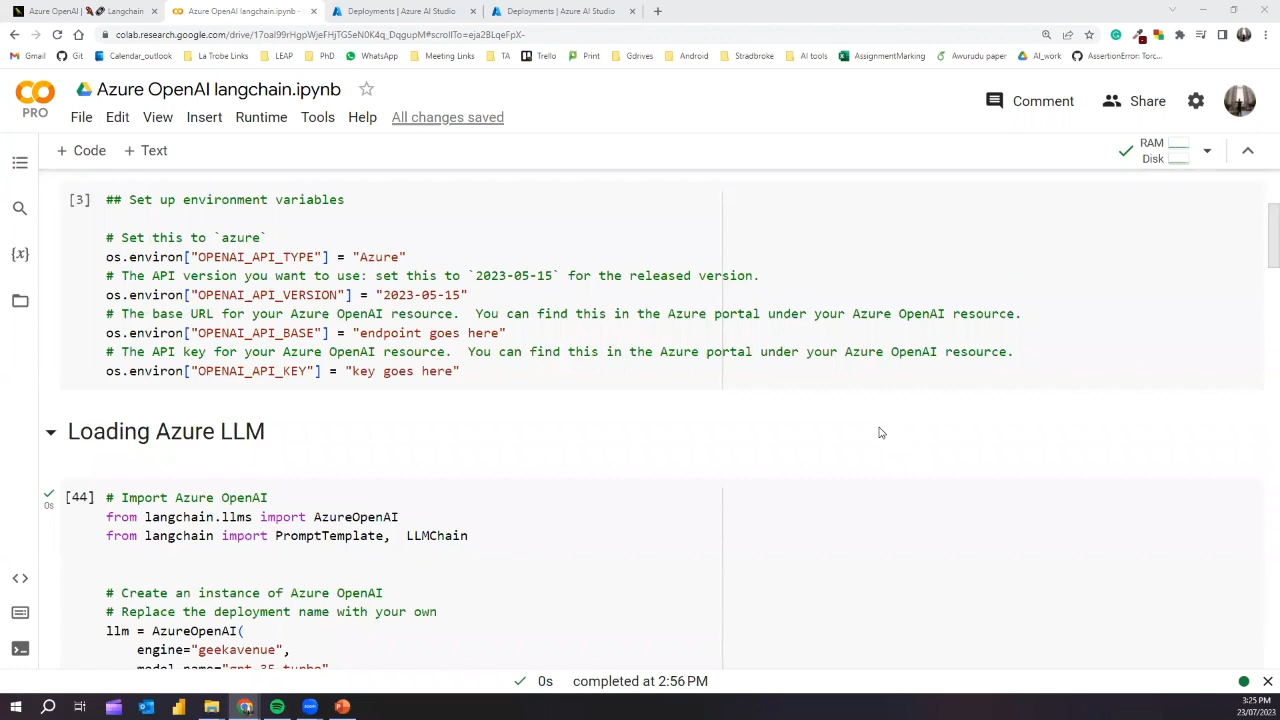 Azure OpenAI | 🦜🔗 Langchain
Azure OpenAI langchain.ipynb -
Deployments | Azure AI Studio
Deployments | Azure AI Studio
Gmail
Git
Calendar_outlook
La Trobe Links
LEAP
PhD
WhatsApp
Meeting Links
TA
Trello
Print
Gdrives
Android
Stradbroke
AI tools
AssignmentMarking
Awurudu paper
AI_work
AssertionError: Torc...
PRO
Azure OpenAI langchain.ipynb
File Edit View Insert Runtime Tools Help All changes saved
Comment
Share
+ Code + Text
RAM
Disk
[3] ## Set up environment variables
# Set this to `azure`
os.environ["OPENAI_API_TYPE"] = "Azure"
# The API version you want to use: set this to `2023-05-15` for the released version.
os.environ["OPENAI_API_VERSION"] = "2023-05-15"
# The base URL for your Azure OpenAI resource.  You can find this in the Azure portal under your Azure OpenAI resource.
os.environ["OPENAI_API_BASE"] = "endpoint goes here"
# The API key for your Azure OpenAI resource.  You can find this in the Azure portal under your Azure OpenAI resource.
os.environ["OPENAI_API_KEY"] = "key goes here"
Loading Azure LLM
0s
[44] # Import Azure OpenAI
from langchain.llms import AzureOpenAI
from langchain import PromptTemplate,  LLMChain
# Create an instance of Azure OpenAI
# Replace the deployment name with your own
llm = AzureOpenAI(
engine="geekavenue",
{x}
<>
0s completed at 2:56 PM
3:25 PM
23/07/2023